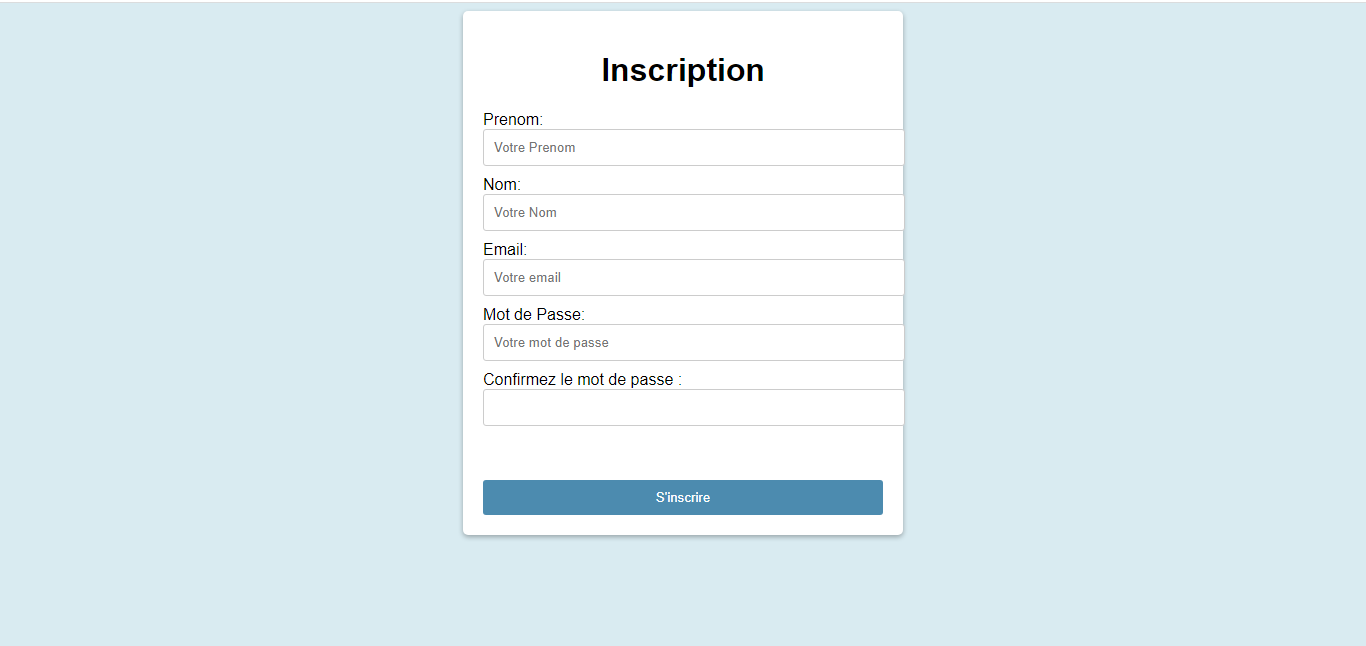 Inscription
Prenom:
Votre Prenom
Nom:
Votre Nom
Email:
Votre email
Mot de Passe:
Votre mot de passe
Confirmez le mot de passe :
S'inscrire